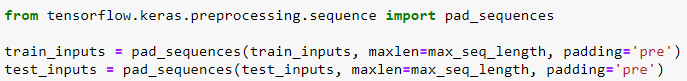 from tensorflow.keras.preprocessing.sequence import pad_sequences
train_inputs = pad_sequences(train_inputs, maxlen=max_seq_length, padding='pre')
test_inputs = pad_sequences(test_inputs, maxlen=max_seq_length, padding='pre')